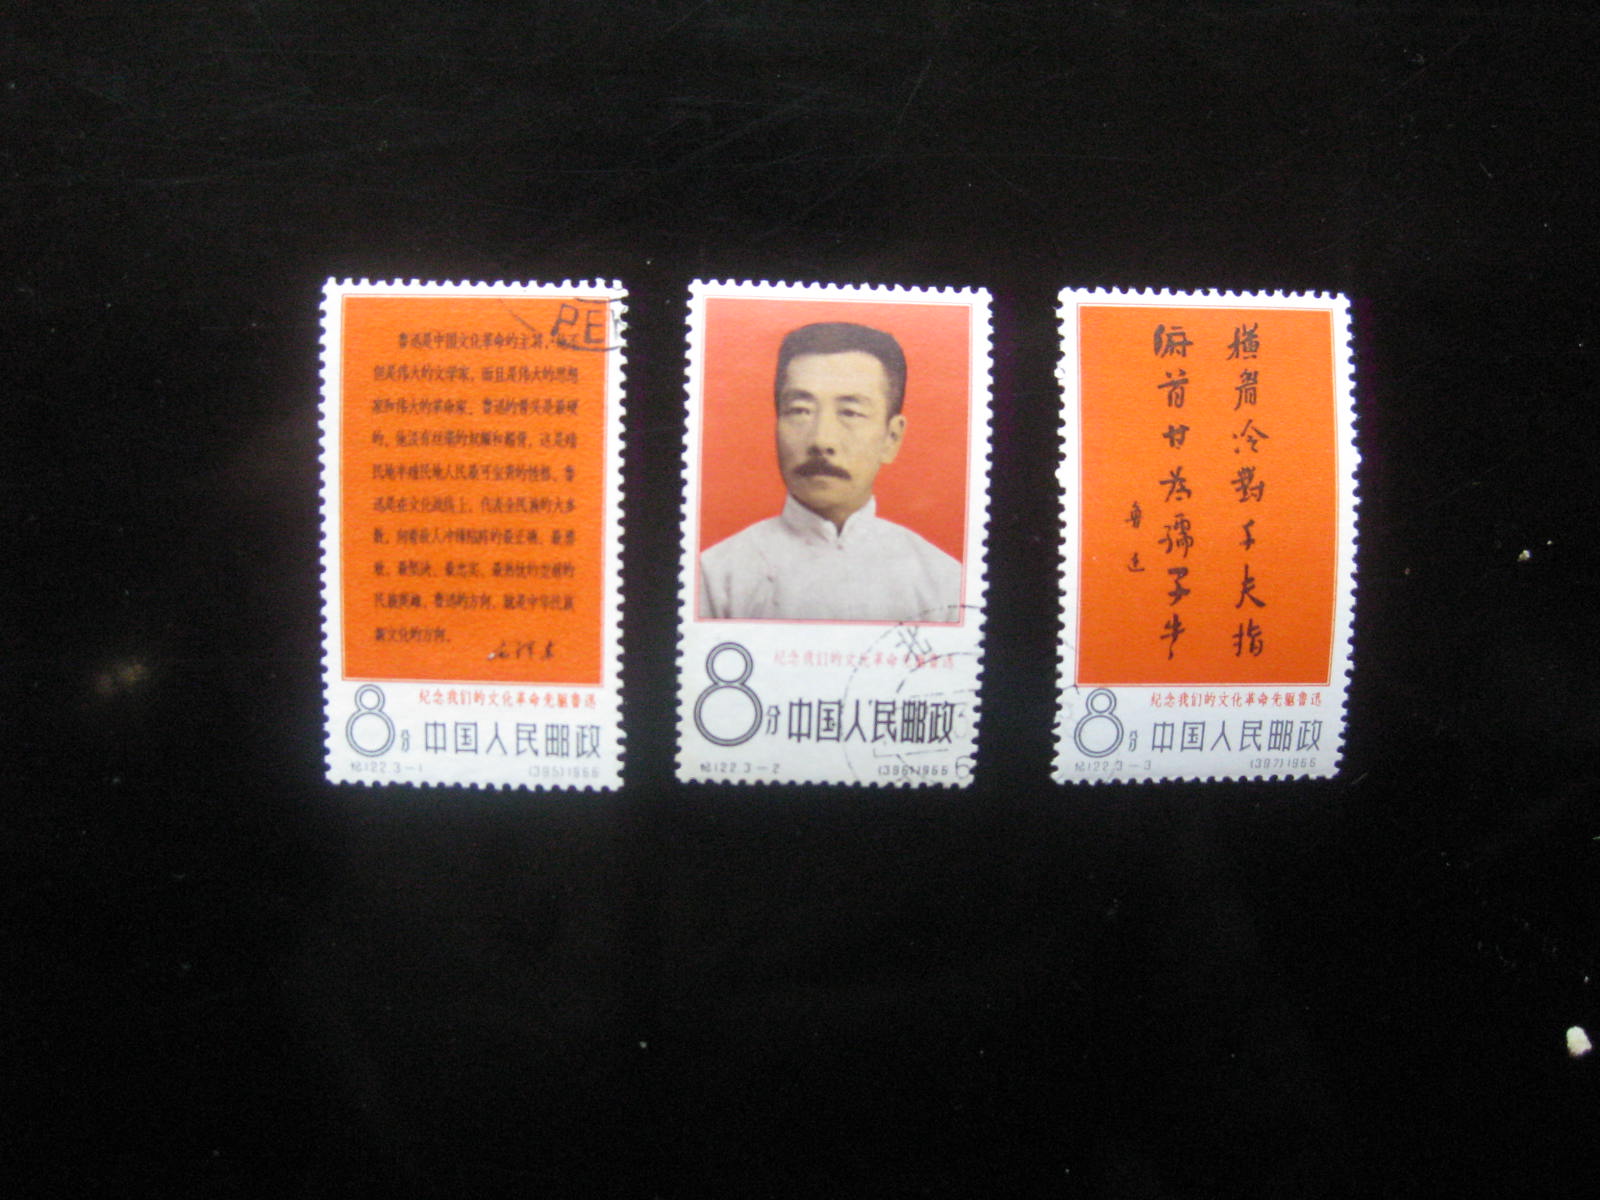 鲁迅是中国文化革命的主将，他不
但是伟大的文学家，而且是伟大的思想
家和伟大的革命家。鲁迅的骨头是最硬
的，他没有丝毫的奴颜和媚骨，这是殖
民地半殖民地人民最可宝贵的性格。鲁
迅是在文化战线上，代表全民族的大多
数，向着敌人冲锋陷阵的最正确、最勇
敢、最坚决、最忠实、最热忱的空前的
民族英雄。鲁迅的方向，就是中华民族
新文化的方向。
毛泽东
PEK
纪念我们的文化革命先驱鲁迅
8分 中国人民邮政
纪122.3-1 (395)1966
纪念我们的文化革命先驱鲁迅
8分 中国人民邮政
纪122.3-2 (396)1966
北
6
橫眉冷對千夫指
俯首甘為孺子牛
魯迅
纪念我们的文化革命先驱鲁迅
8分 中国人民邮政
纪122.3-3 (397)1966